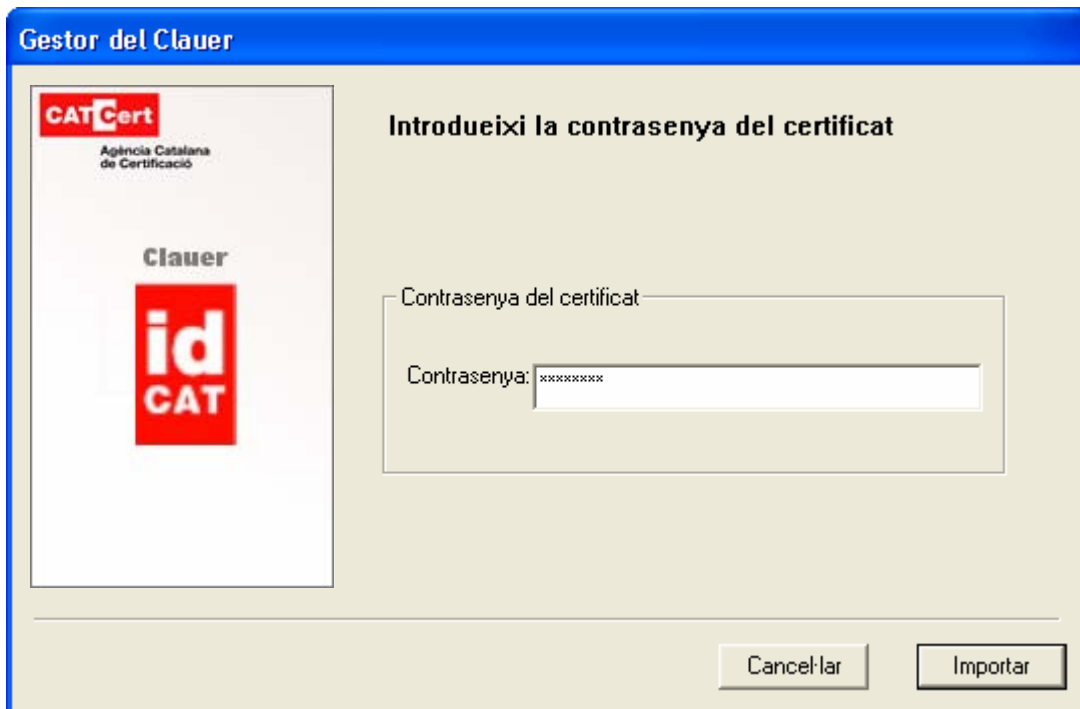 Gestor del Clauer
CATCert
Agència Catalana
de Certificació
Clauer
id
CAT
Introdueixi la contrasenya del certificat
Contrasenya del certificat
Contrasenya: ××××××××
Cancel·lar
Importar